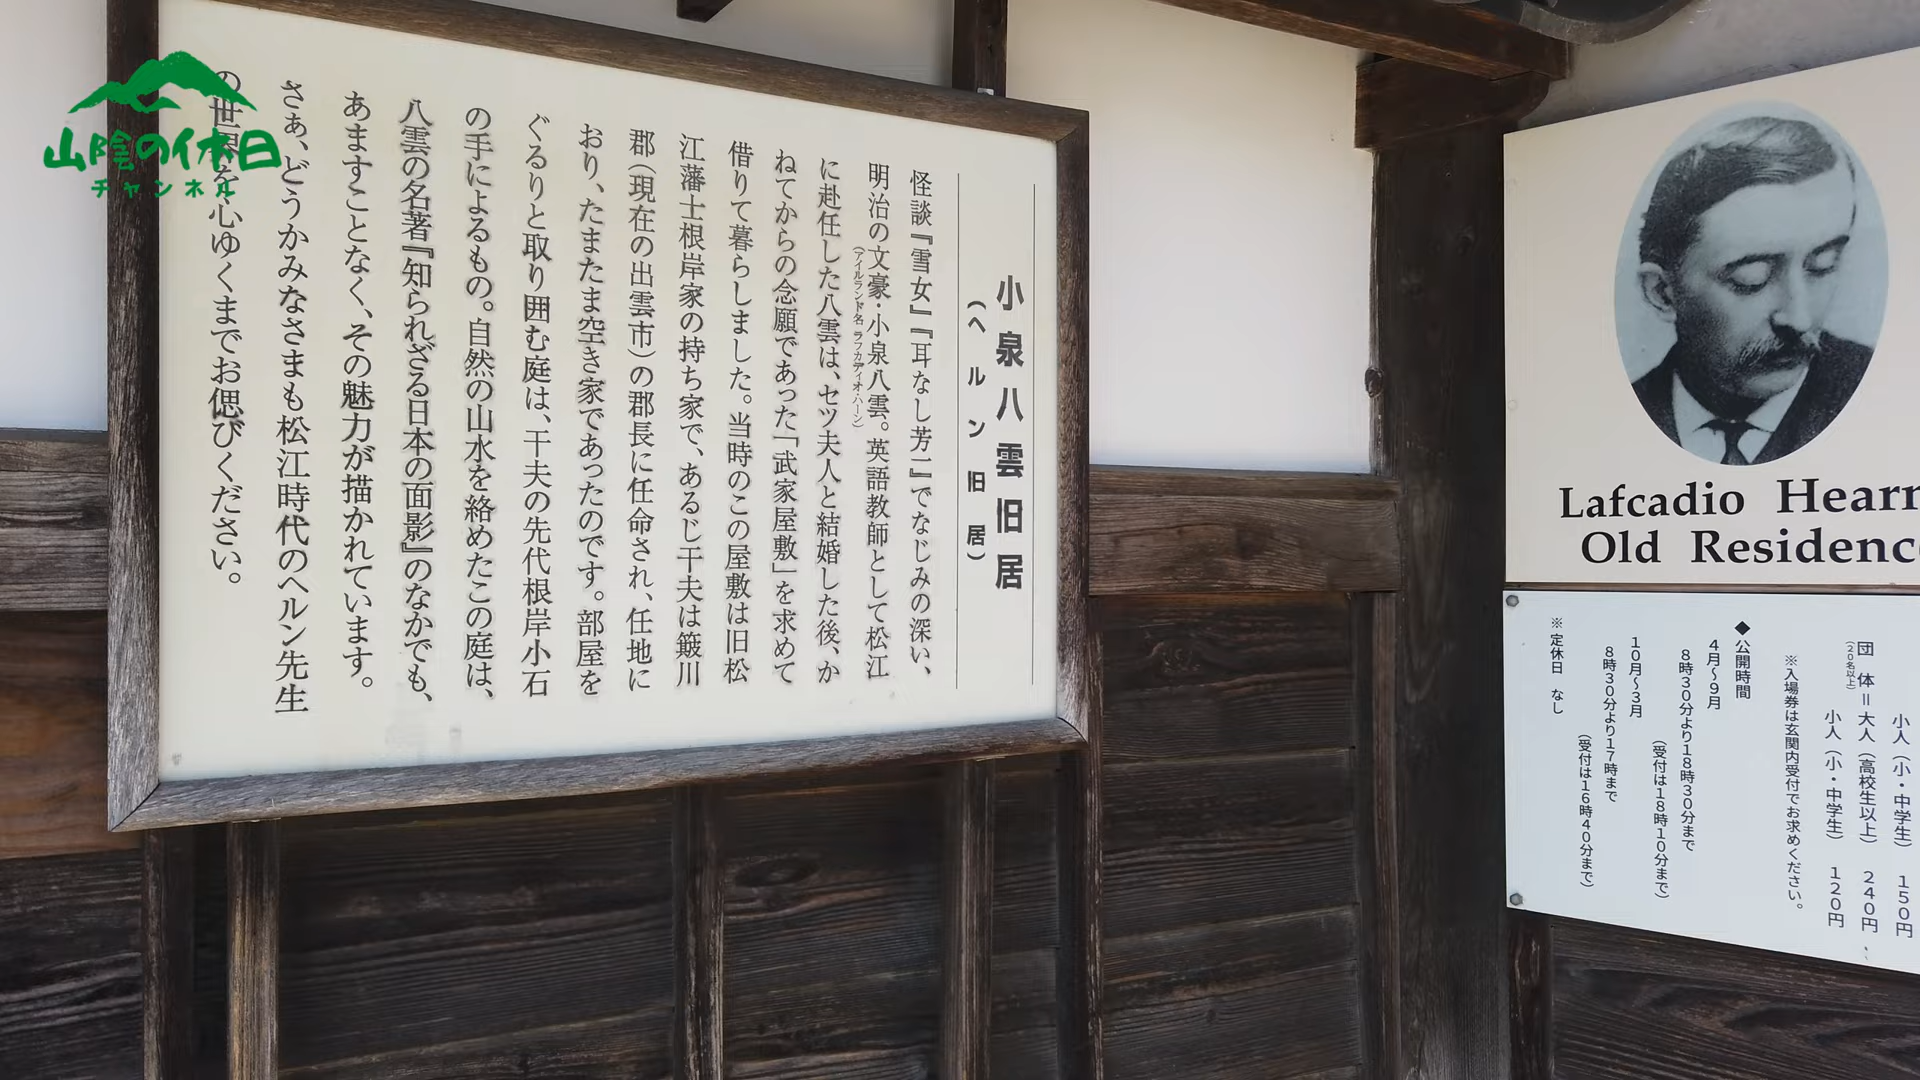 山陰の休日
チャンネル
小泉八雲旧居
(ヘルン旧居)
怪談『雪女』『耳なし芳一』でなじみの深い、
明治の文豪・小泉八雲。英語教師として松江
(アイルランド名 ラフカディオ・ハーン)
に赴任した八雲は、セツ夫人と結婚した後、か
ねてからの念願であった「武家屋敷」を求めて
借りて暮らしました。当時のこの屋敷は旧松
江藩士根岸家の持ち家で、あるじ干夫は簸川
郡(現在の出雲市)の郡長に任命され、任地に
おり、たまたま空き家であったのです。部屋を
ぐるりと取り囲む庭は、干夫の先代根岸小石
の手によるもの。自然の山水を絡めたこの庭は、
八雲の名著『知られざる日本の面影』のなかでも、
あますことなく、その魅力が描かれています。
さぁ、どうかみなさまも松江時代のヘルン先生
の世界を心ゆくまでお偲びください。
Lafcadio Hearn
Old Residence
小人(小・中学生) 150円
団体=大人(高校生以上) 240円
(20名以上)
小人(小・中学生) 120円
※入場券は玄関内受付でお求めください。
◆公開時間
4月〜9月
8時30分より18時30分まで
(受付は18時10分まで)
10月〜3月
8時30分より17時まで
(受付は16時40分まで)
※定休日 なし